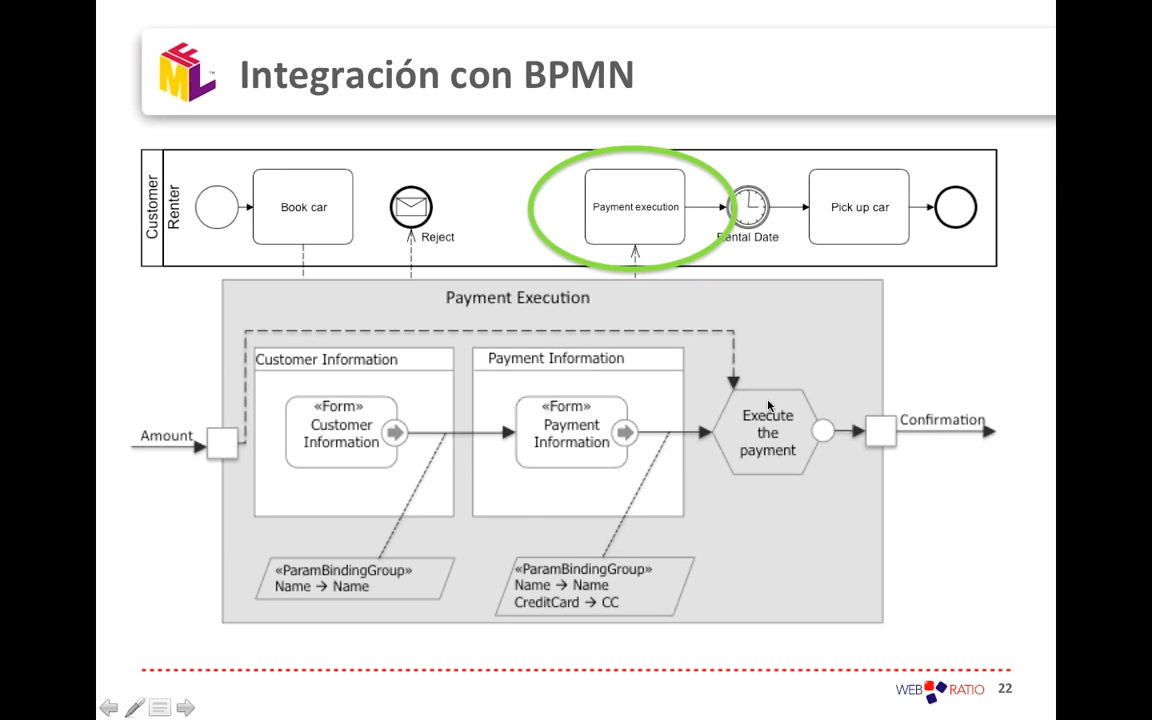 IFML™
Integración con BPMN
Customer
Renter
Book car
Reject
Payment execution
Rental Date
Pick up car
Payment Execution
Customer Information
«Form»
Customer
Information
Payment Information
«Form»
Payment
Information
Amount
Execute
the
payment
Confirmation
«ParamBindingGroup»
Name → Name
«ParamBindingGroup»
Name → Name
CreditCard → CC
WEB RATIO
22